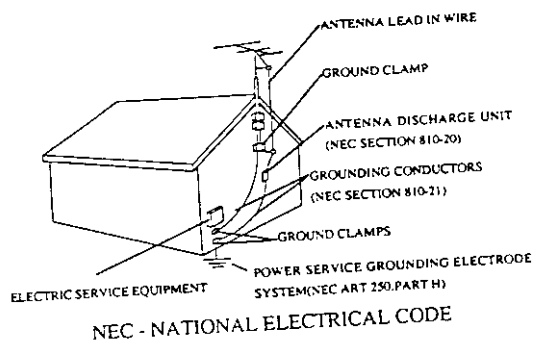 ANTENNA LEAD IN WIRE
GROUND CLAMP
ANTENNA DISCHARGE UNIT
(NEC SECTION 810-20)
GROUNDING CONDUCTORS
(NEC SECTION 810-21)
GROUND CLAMPS
POWER SERVICE GROUNDING ELECTRODE
SYSTEM(NEC ART 250.PART H)
ELECTRIC SERVICE EQUIPMENT
NEC - NATIONAL ELECTRICAL CODE